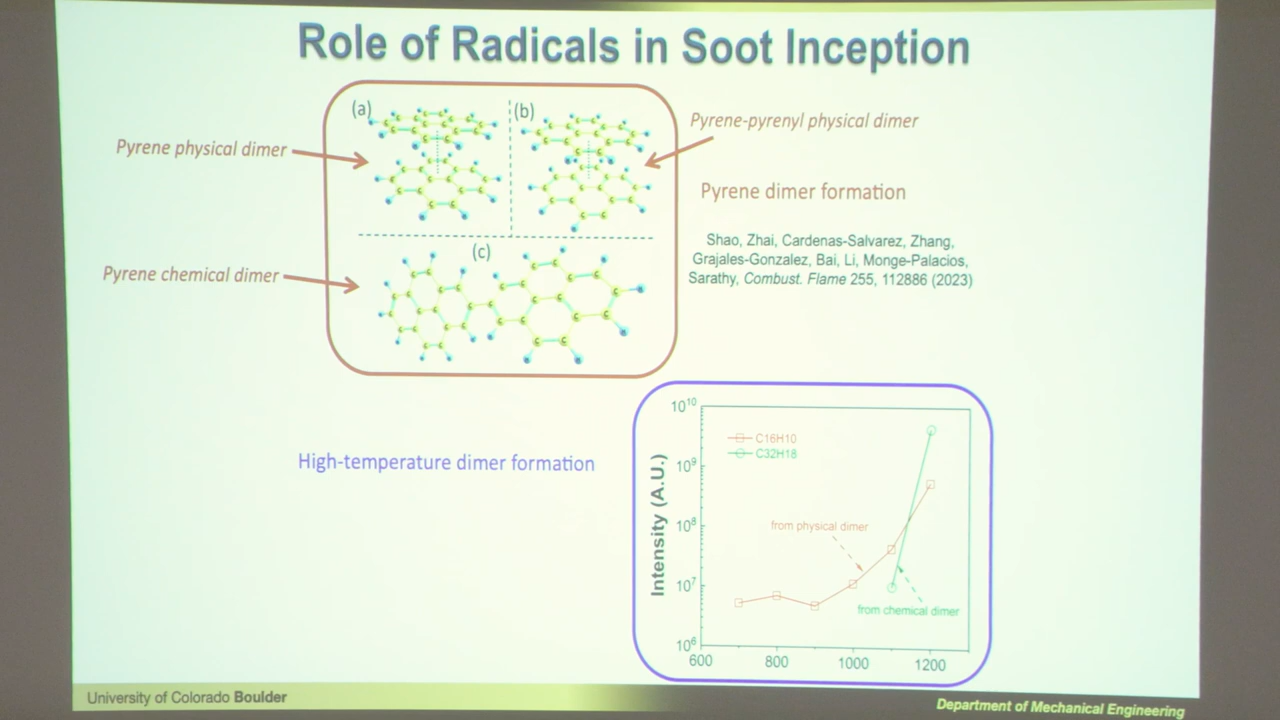 Role of Radicals in Soot Inception
(a)
(b)
Pyrene physical dimer
Pyrene-pyrenyl physical dimer
Pyrene dimer formation
(c)
Pyrene chemical dimer
Shao, Zhai, Cardenas-Salvarez, Zhang,
Grajales-Gonzalez, Bai, Li, Monge-Palacios,
Sarathy, Combust. Flame 255, 112886 (2023)
High-temperature dimer formation
Intensity (A.U.)
10^10
10^9
10^8
10^7
10^6
C16H10
C32H18
from physical dimer
from chemical dimer
600 800 1000 1200
University of Colorado Boulder
Department of Mechanical Engineering